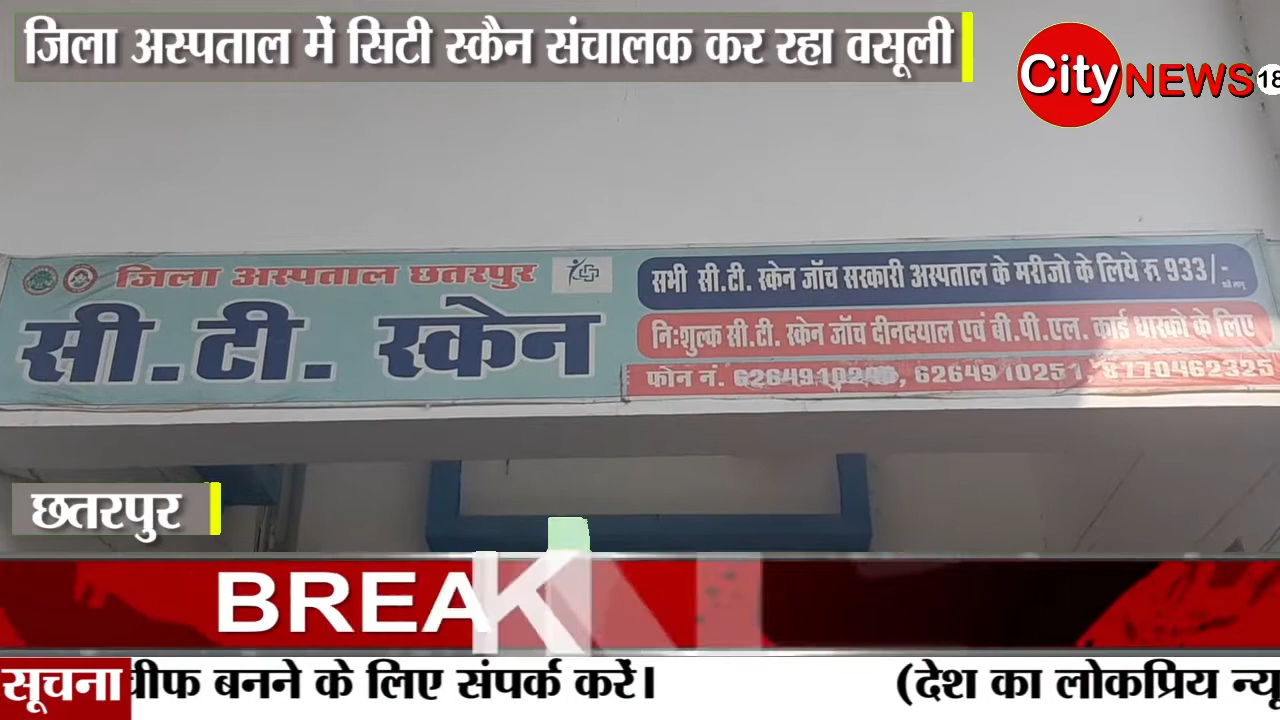 जिला अस्पताल में सिटी स्कैन संचालक कर रहा वसूली
City NEWS 18
जिला अस्पताल छतरपुर
सी.टी. स्केन
सभी सी.टी. स्केन जाँच सरकारी अस्पताल के मरीजो के लिये रु 933/-
नि:शुल्क सी.टी. स्केन जाँच दीनदयाल एवं बी.पी.एल. कार्ड धारको के लिए
फोन नं. , 6264910251, 8770462325
छतरपुर
BREAK
सूचना चीफ बनने के लिए संपर्क करें। (देश का लोकप्रिय न्यू